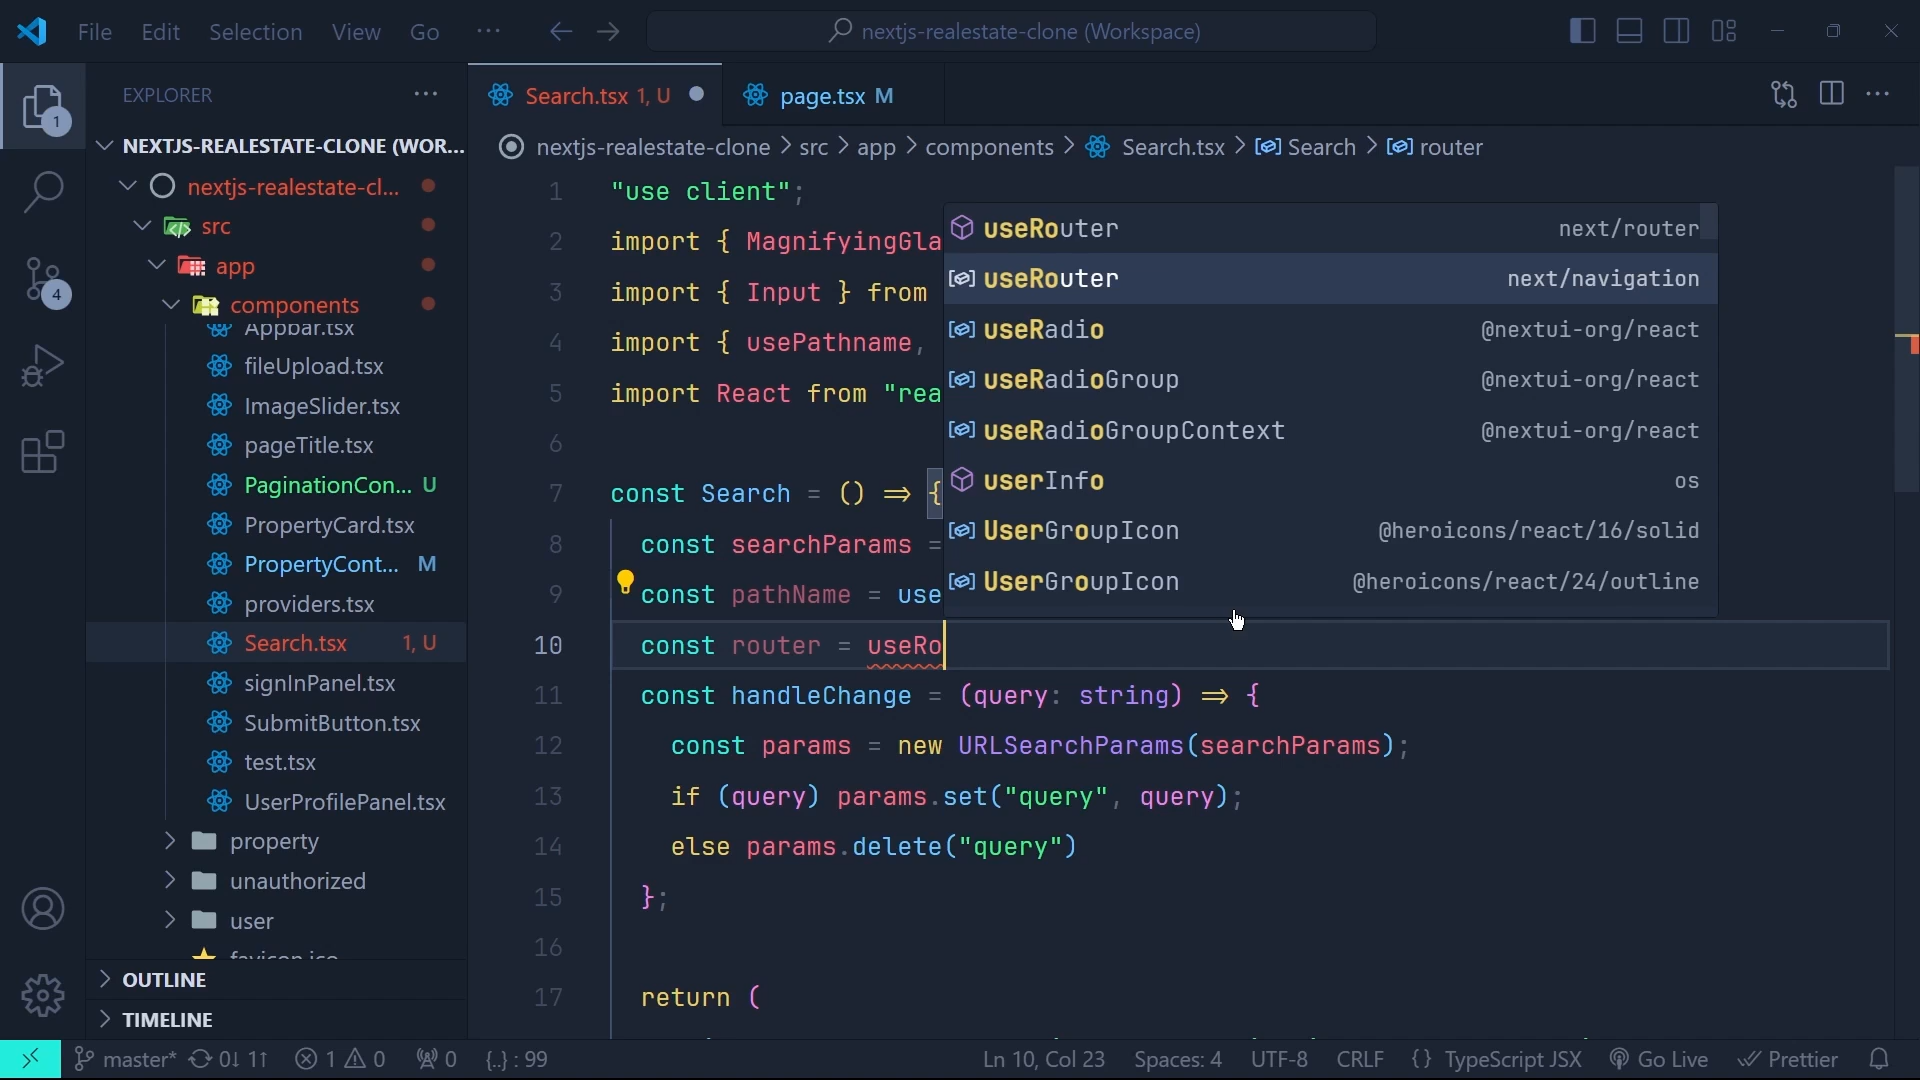 File Edit Selection View Go ···
nextjs-realestate-clone (Workspace)
EXPLORER
NEXTJS-REALESTATE-CLONE (WOR...
nextjs-realestate-cl...
src
app
components
Appbar.tsx
fileUpload.tsx
ImageSlider.tsx
pageTitle.tsx
PaginationCon... U
PropertyCard.tsx
PropertyCont... M
providers.tsx
Search.tsx 1, U
signInPanel.tsx
SubmitButton.tsx
test.tsx
UserProfilePanel.tsx
property
unauthorized
user
favicon.ico
OUTLINE
TIMELINE
1
4
Search.tsx 1, U
page.tsx M
nextjs-realestate-clone > src > app > components > Search.tsx > Search > router
1 "use client";
2 import { MagnifyingGla
3 import { Input } from
4 import { usePathname,
5 import React from "rea
6
7 const Search = () ⇒ {
8 const searchParams =
9 const pathName = use
10 const router = useRo
11 const handleChange = (query: string) ⇒ {
12 const params = new URLSearchParams(searchParams);
13 if (query) params.set("query", query);
14 else params.delete("query")
15 };
16
17 return (
useRouter next/router
useRouter next/navigation
useRadio @nextui-org/react
useRadioGroup @nextui-org/react
useRadioGroupContext @nextui-org/react
userInfo os
UserGroupIcon @heroicons/react/16/solid
UserGroupIcon @heroicons/react/24/outline
master* 0↓ 1↑ 1 0 0 {..} : 99 Ln 10, Col 23 Spaces: 4 UTF-8 CRLF {} TypeScript JSX Go Live Prettier